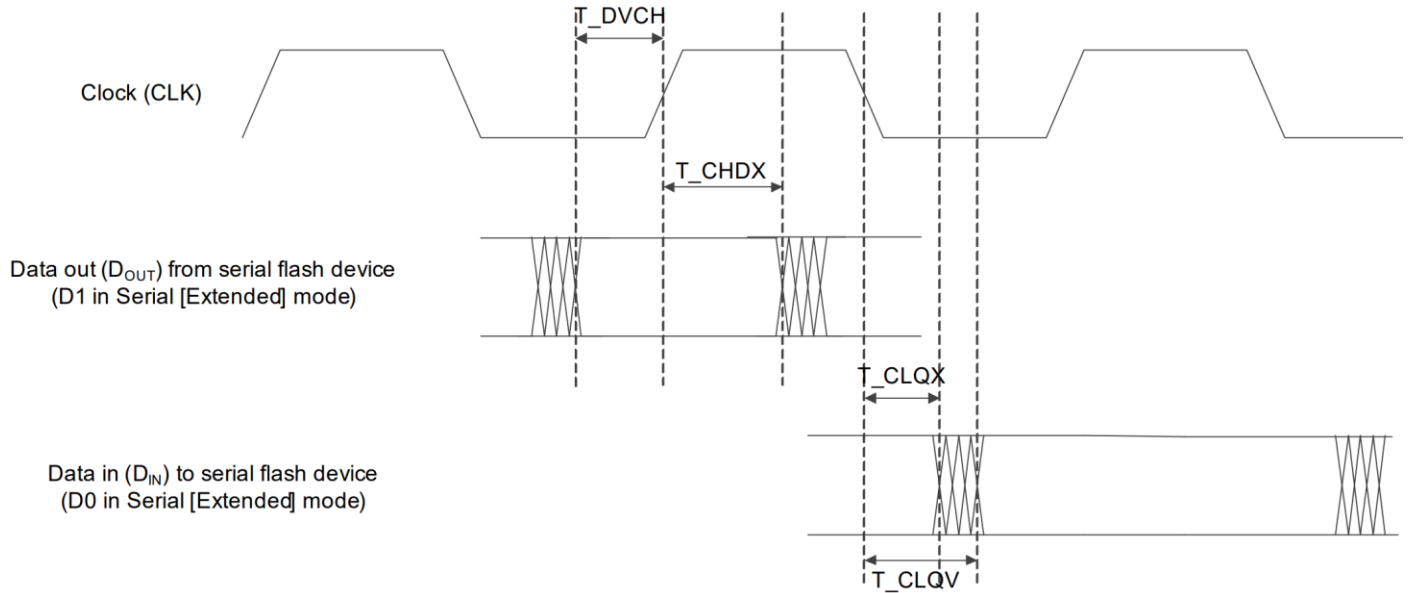 T_DVCH
Clock (CLK)
T_CHDX
Data out (D_OUT) from serial flash device
(D1 in Serial [Extended] mode)
T_CLQX
Data in (D_IN) to serial flash device
(D0 in Serial [Extended] mode)
T_CLQV